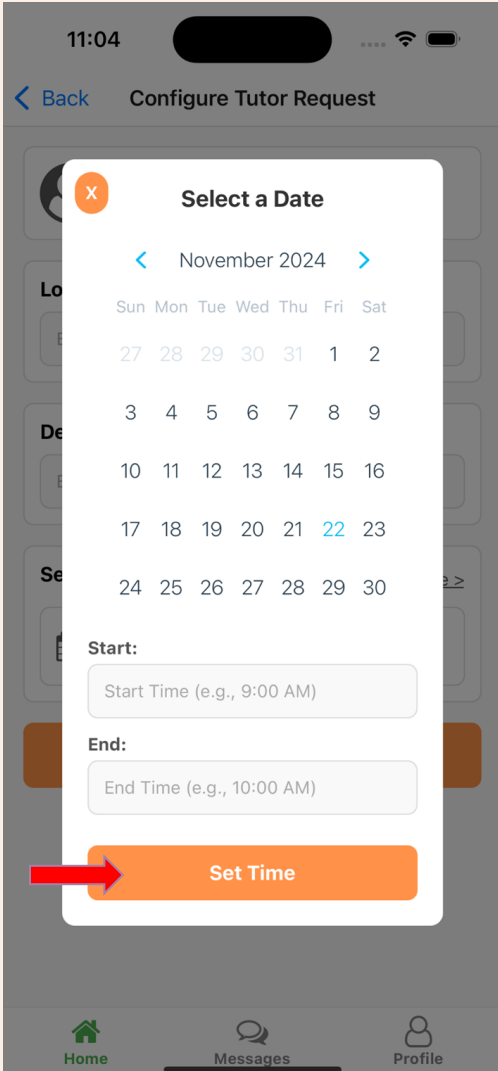 11:04
Back Configure Tutor Request
X
Select a Date
November 2024
Sun Mon Tue Wed Thu Fri Sat
27 28 29 30 31 1 2
3 4 5 6 7 8 9
10 11 12 13 14 15 16
17 18 19 20 21 22 23
24 25 26 27 28 29 30
Start:
Start Time (e.g., 9:00 AM)
End:
End Time (e.g., 10:00 AM)
Set Time
Home Messages Profile